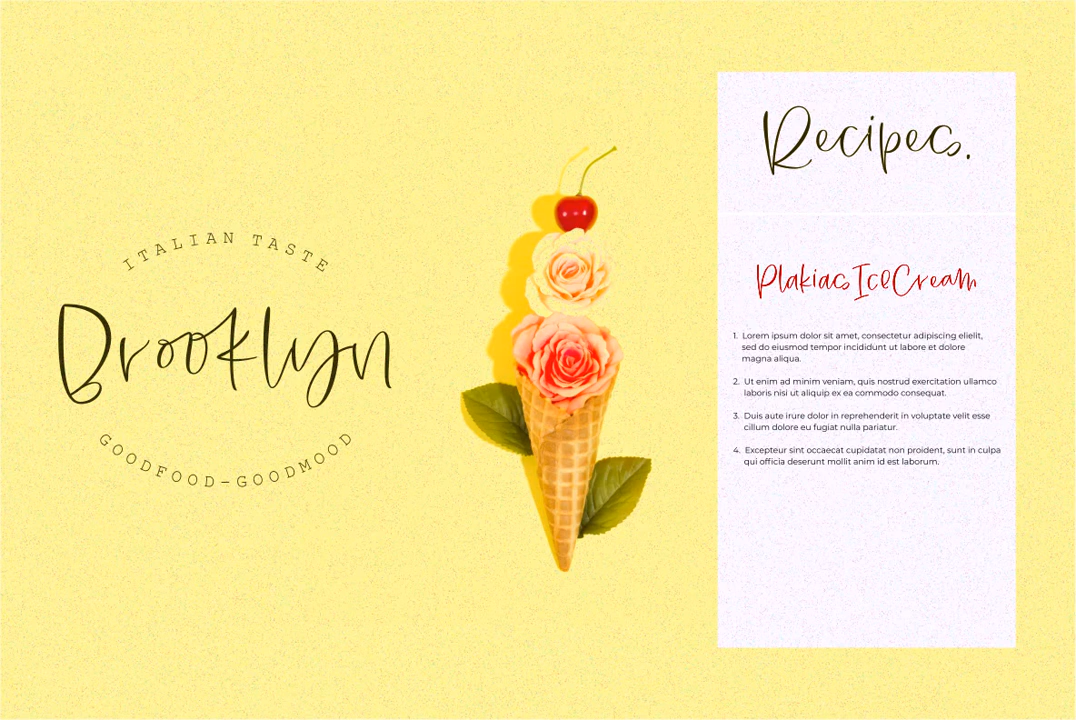 ITALIAN TASTE
Brooklyn
GOODFOOD-GOODMOOD
Recipes.
Plakias Ice Cream
1. Lorem ipsum dolor sit amet, consectetur adipiscing elielit,
sed do eiusmod tempor incididunt ut labore et dolore
magna aliqua.
2. Ut enim ad minim veniam, quis nostrud exercitation ullamco
laboris nisi ut aliquip ex ea commodo consequat.
3. Duis aute irure dolor in reprehenderit in voluptate velit esse
cillum dolore eu fugiat nulla pariatur.
4. Excepteur sint occaecat cupidatat non proident, sunt in culpa
qui officia deserunt mollit anim id est laborum.